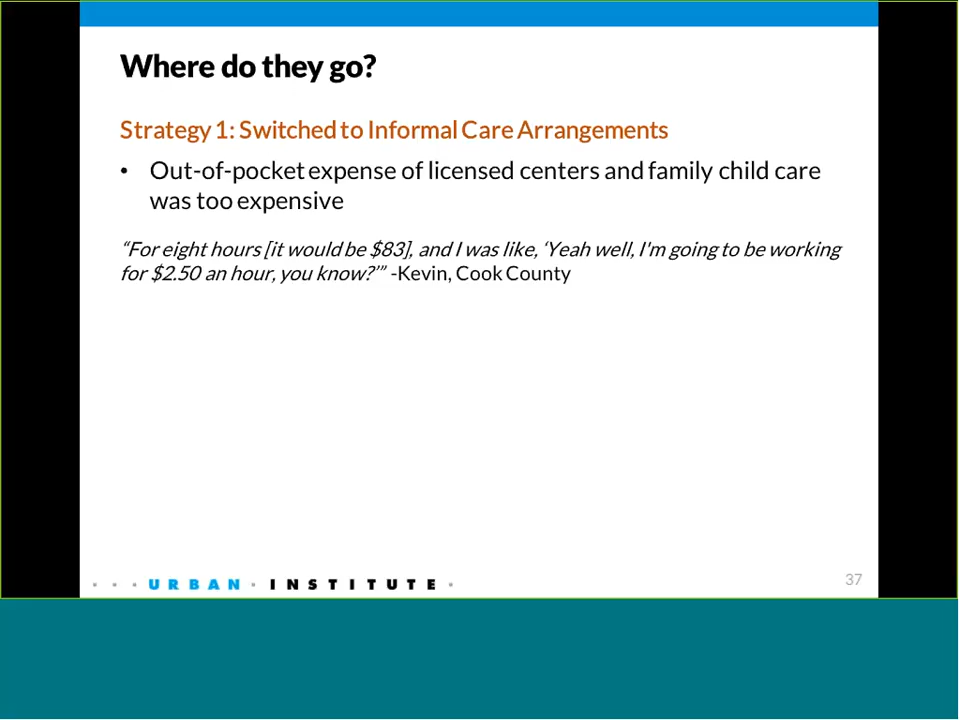 Where do they go?
Strategy 1: Switched to Informal Care Arrangements
• Out-of-pocket expense of licensed centers and family child care
was too expensive
“For eight hours [it would be $83], and I was like, ‘Yeah well, I'm going to be working
for $2.50 an hour, you know?’” -Kevin, Cook County
URBAN INSTITUTE
37